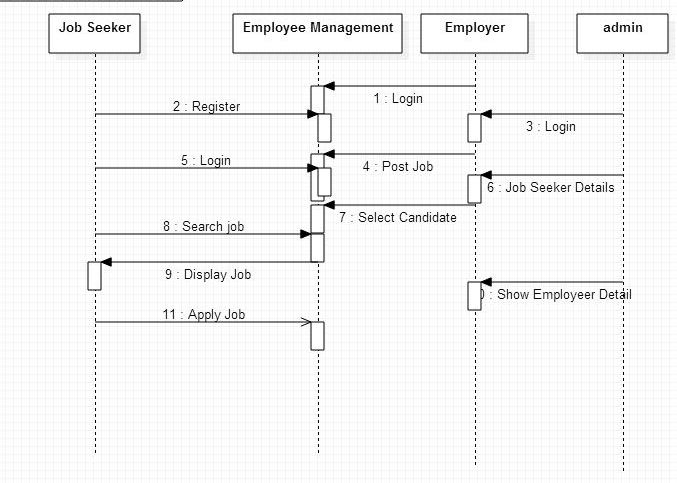 Job Seeker
Employee Management
Employer
admin
1 : Login
2 : Register
3 : Login
4 : Post Job
5 : Login
6 : Job Seeker Details
7 : Select Candidate
8 : Search job
9 : Display Job
0 : Show Employeer Detail
11 : Apply Job